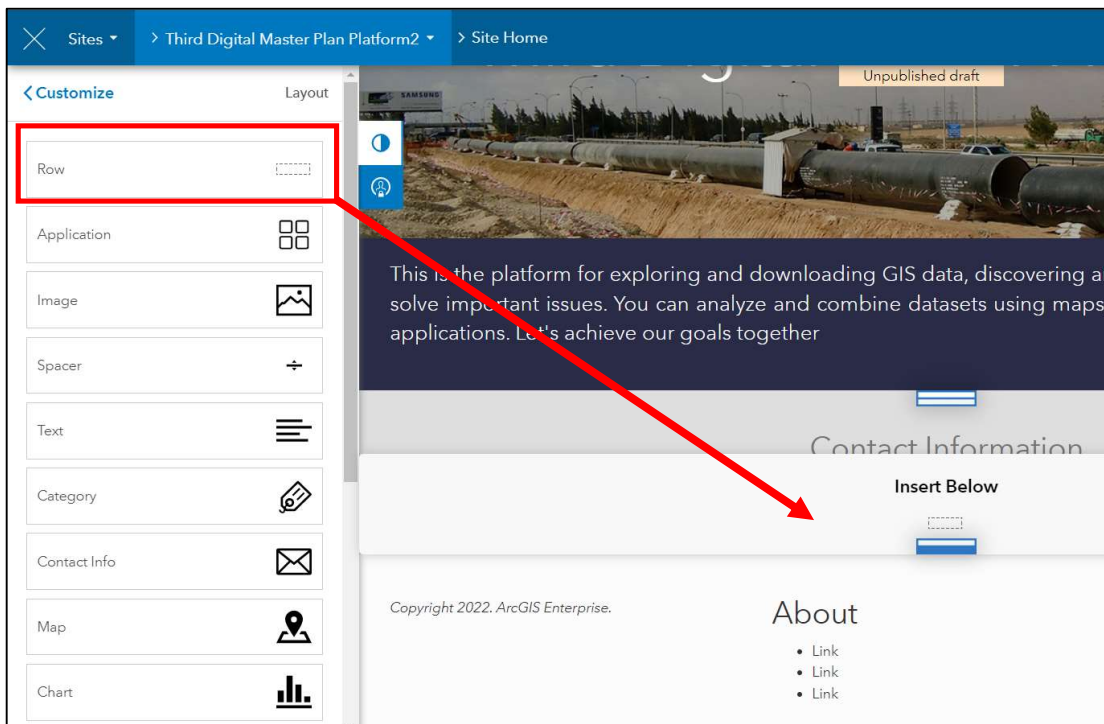 Sites
> Third Digital Master Plan Platform2
> Site Home
Unpublished draft
SAMSUNG
Customize
Layout
Row
Application
Image
Spacer
Text
Category
Contact Info
Map
Chart
This is the platform for exploring and downloading GIS data, discovering a
solve important issues. You can analyze and combine datasets using maps
applications. Let's achieve our goals together
Contact Information
Insert Below
Copyright 2022. ArcGIS Enterprise.
About
• Link
• Link
• Link